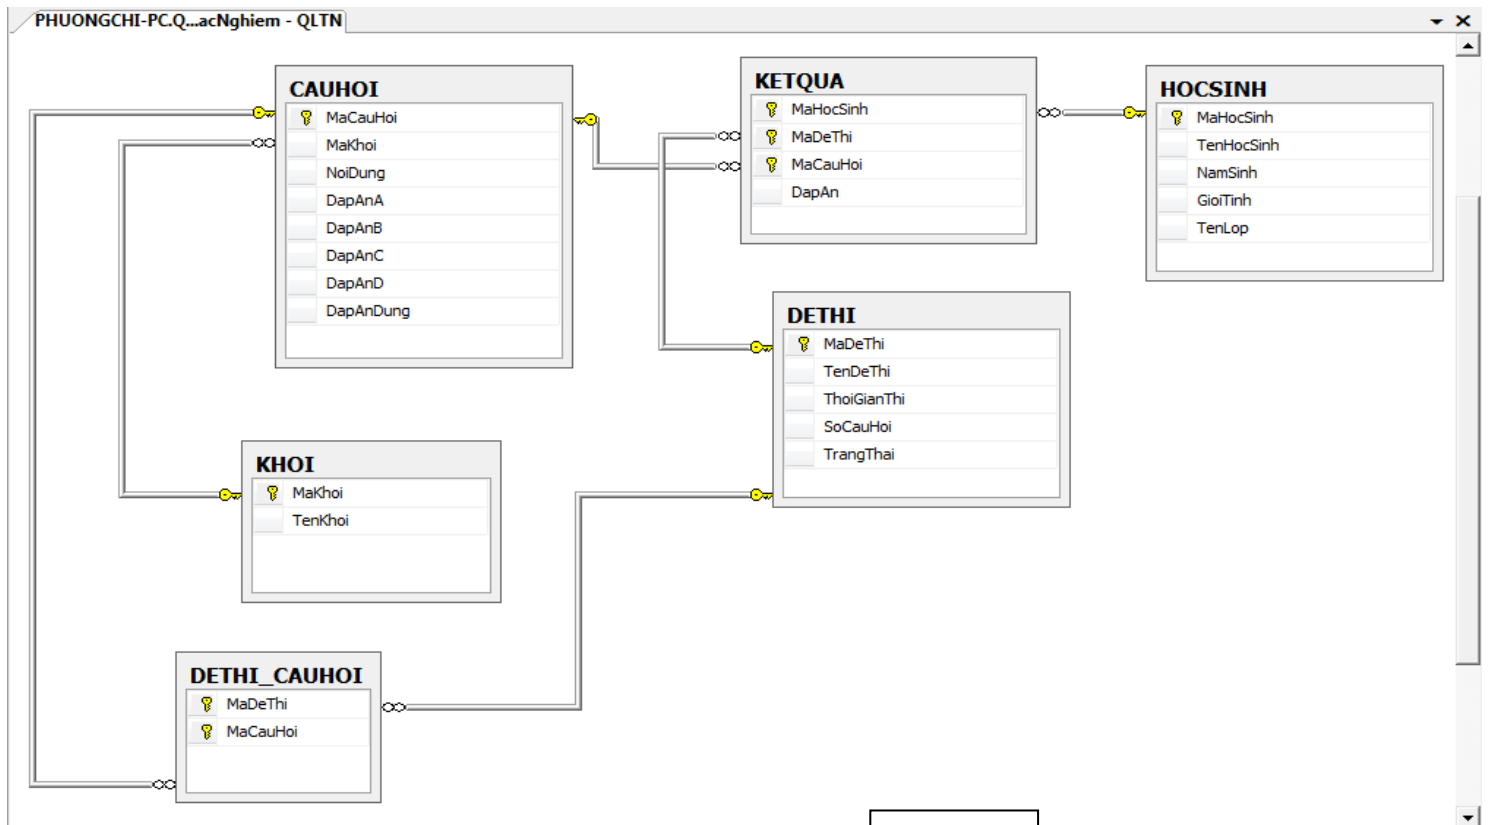 PHUONGCHI-PC.Q...acNghiem - QLTN
CAUHOI
MaCauHoi
MaKhoi
NoiDung
DapAnA
DapAnB
DapAnC
DapAnD
DapAnDung
KETQUA
MaHocSinh
MaDeThi
MaCauHoi
DapAn
HOCSINH
MaHocSinh
TenHocSinh
NamSinh
GioiTinh
TenLop
DETHI
MaDeThi
TenDeThi
ThoiGianThi
SoCauHoi
TrangThai
KHOI
MaKhoi
TenKhoi
DETHI_CAUHOI
MaDeThi
MaCauHoi